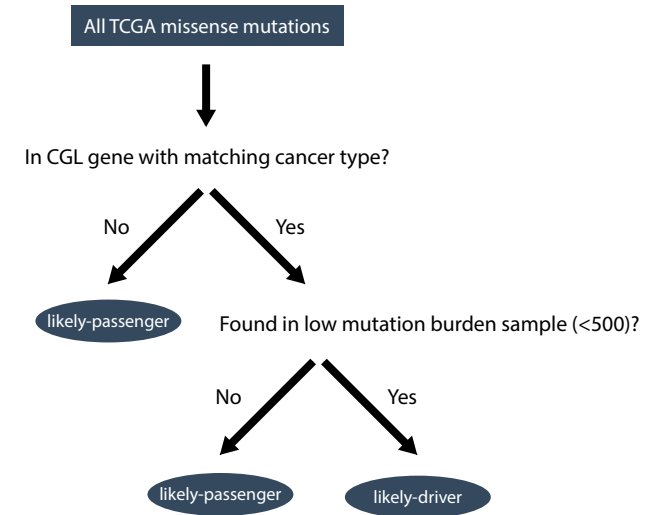 All TCGA missense mutations
In CGL gene with matching cancer type?
No
Yes
likely-passenger
Found in low mutation burden sample (<500)?
No
Yes
likely-passenger
likely-driver